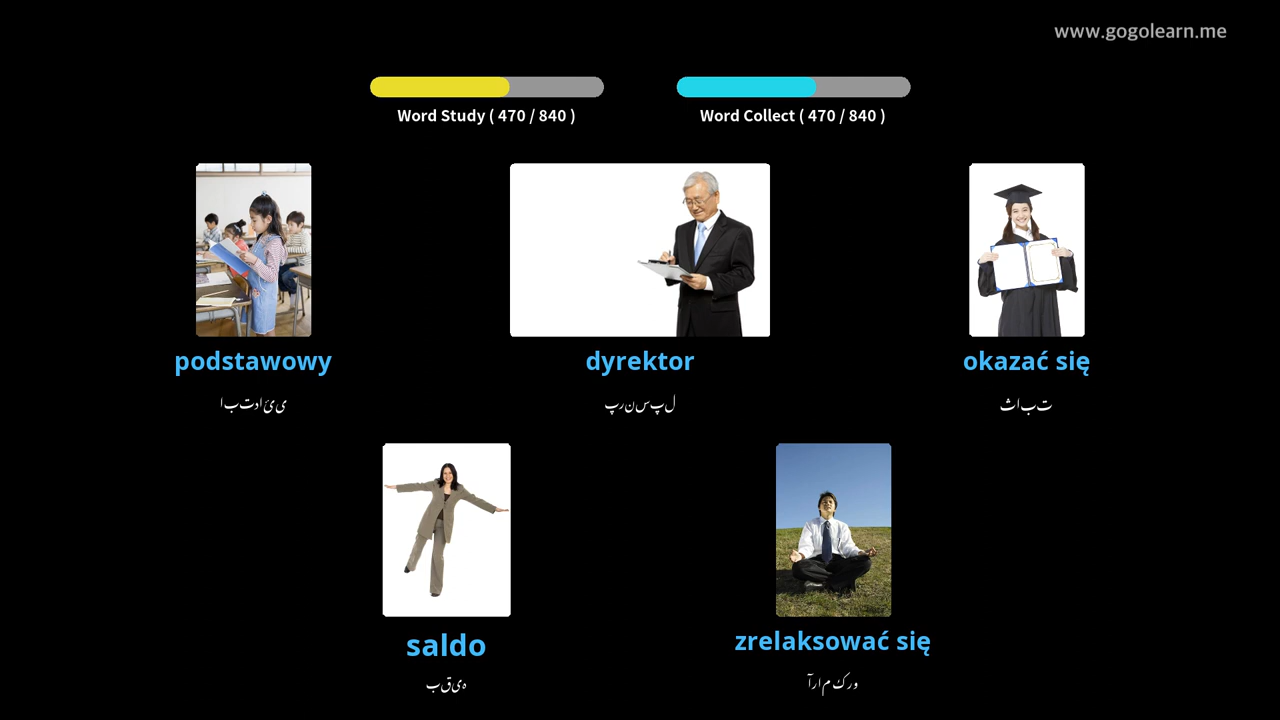 www.gogolearn.me
Word Study ( 470 / 840 )
Word Collect ( 470 / 840 )
podstawowy
ابتدائی
dyrektor
پرنسپل
okazać się
ثابت
saldo
بقیہ
zrelaksować się
آرام کرو